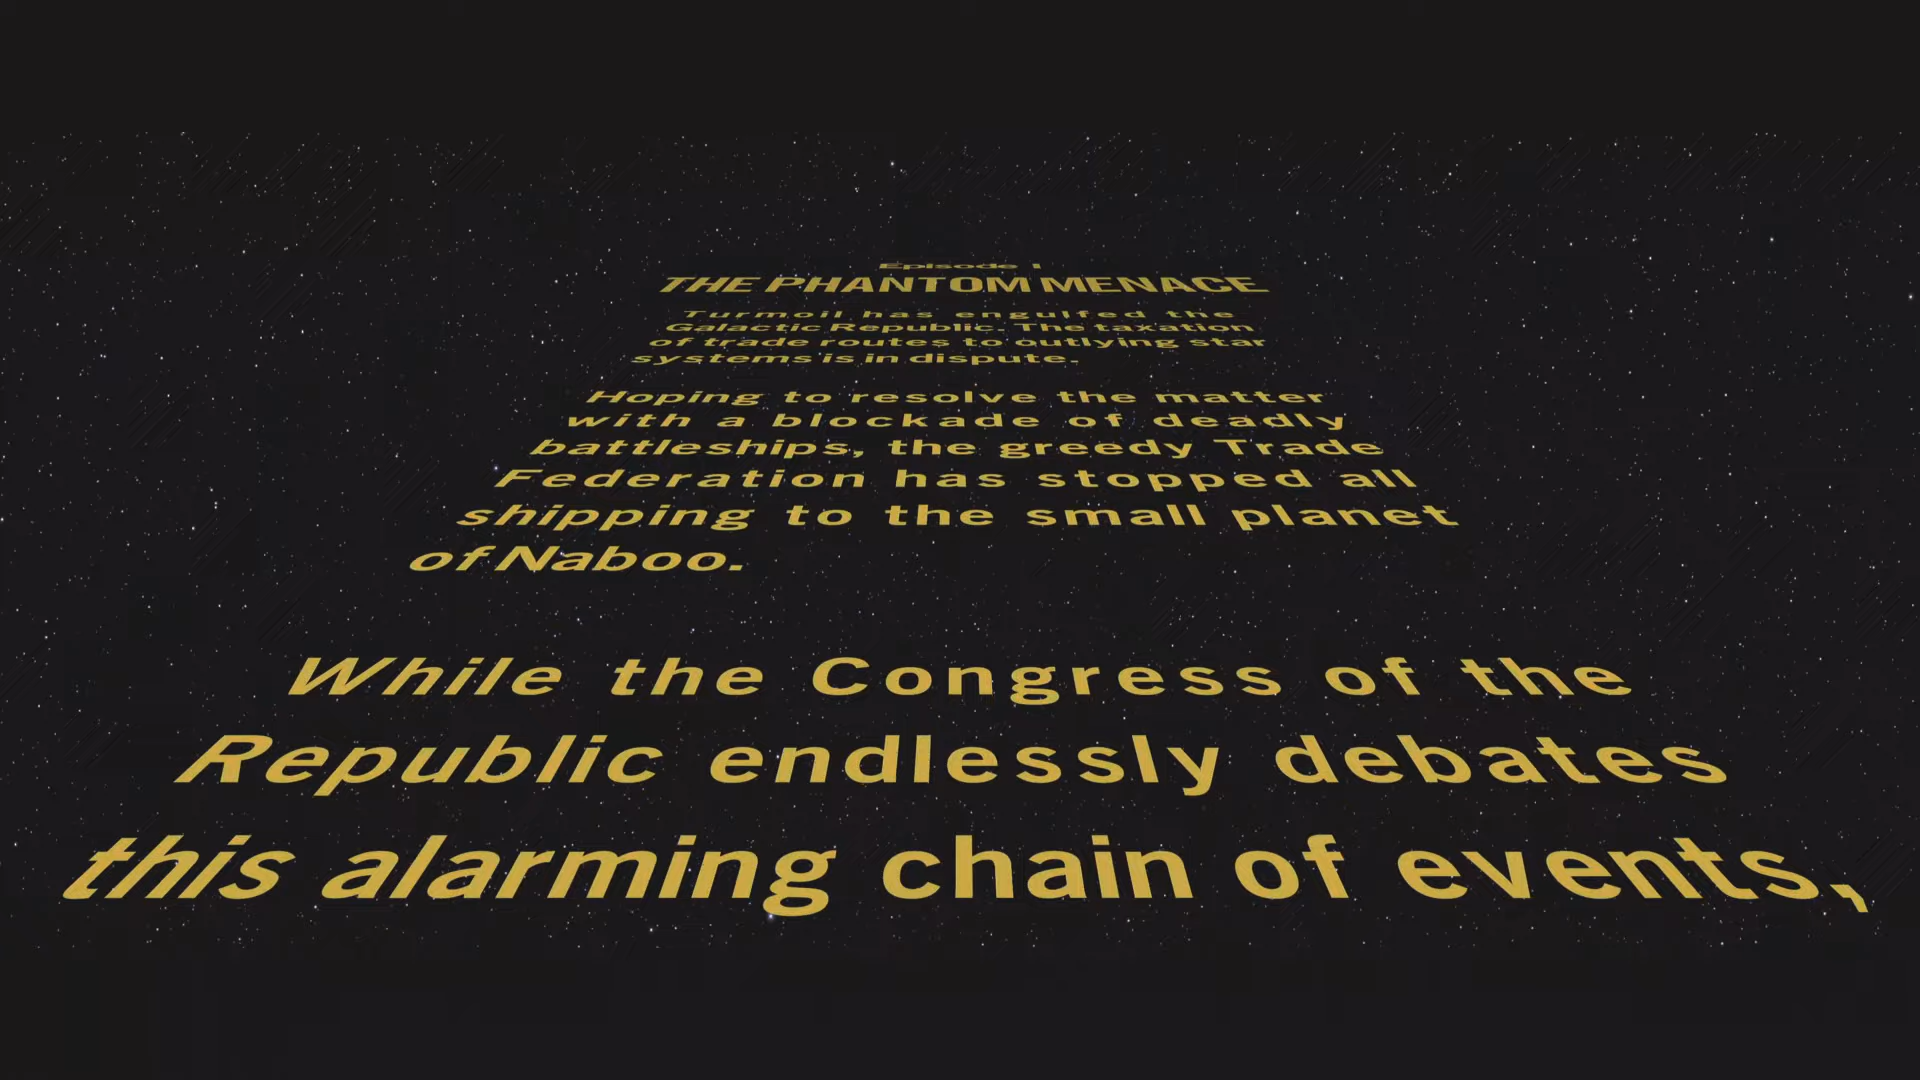 Episode I
THE PHANTOM MENACE
Turmoil has engulfed the
Galactic Republic. The taxation
of trade routes to outlying star
systems is in dispute.
Hoping to resolve the matter
with a blockade of deadly
battleships, the greedy Trade
Federation has stopped all
shipping to the small planet
of Naboo.
While the Congress of the
Republic endlessly debates
this alarming chain of events,